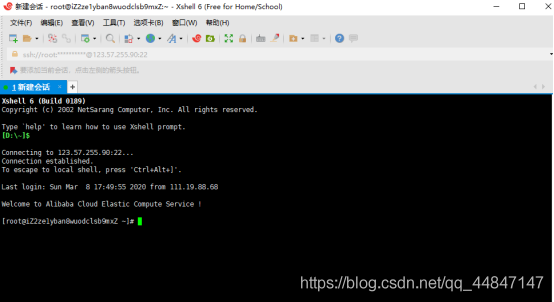 新建会话 - root@iZ2ze1yban8wuodclsb9mxZ:~ - Xshell 6 (Free for Home/School)
文件(F) 编辑(E) 查看(V) 工具(T) 选项卡(B) 窗口(W) 帮助(H)
ssh://root:**********@123.57.255.90:22
要添加当前会话，点击左侧的箭头按钮。
1 新建会话
Xshell 6 (Build 0189)
Copyright (c) 2002 NetSarang Computer, Inc. All rights reserved.
Type `help' to learn how to use Xshell prompt.
[D:\~]$
Connecting to 123.57.255.90:22...
Connection established.
To escape to local shell, press 'Ctrl+Alt+]'.
Last login: Sun Mar  8 17:49:55 2020 from 111.19.88.68
Welcome to Alibaba Cloud Elastic Compute Service !
[root@iZ2ze1yban8wuodclsb9mxZ ~]#
https://blog.csdn.net/qq_44847147